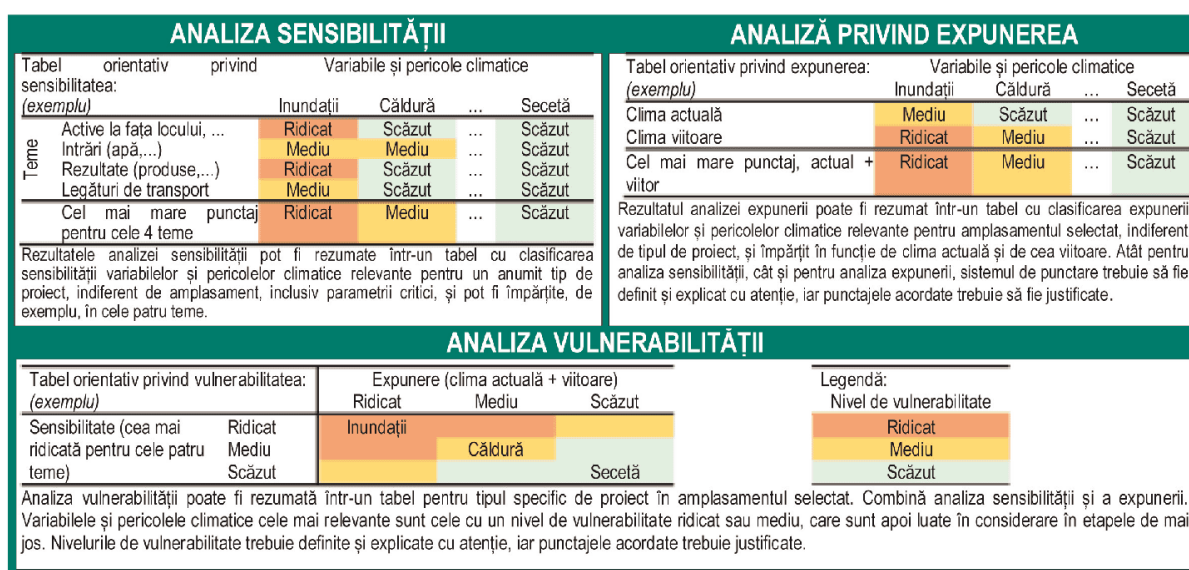 ANALIZA SENSIBILITĂȚII
Tabel orientativ privind sensibilitatea: Variabile și pericole climatice
(exemplu) Inundații Căldură ... Secetă
Teme
Active la fața locului, ... Ridicat Scăzut ... Scăzut
Intrări (apă,...) Mediu Mediu ... Scăzut
Rezultate (produse,...) Ridicat Scăzut ... Scăzut
Legături de transport Mediu Scăzut ... Scăzut
Cel mai mare punctaj pentru cele 4 teme Ridicat Mediu ... Scăzut
Rezultatele analizei sensibilității pot fi rezumate într-un tabel cu clasificarea
sensibilității variabilelor și pericolelor climatice relevante pentru un anumit tip de
proiect, indiferent de amplasament, inclusiv parametrii critici, și pot fi împărțite, de
exemplu, în cele patru teme.
ANALIZĂ PRIVIND EXPUNEREA
Tabel orientativ privind expunerea: Variabile și pericole climatice
(exemplu) Inundații Căldură ... Secetă
Clima actuală Mediu Scăzut ... Scăzut
Clima viitoare Ridicat Mediu ... Scăzut
Cel mai mare punctaj, actual + viitor Ridicat Mediu ... Scăzut
Rezultatul analizei expunerii poate fi rezumat într-un tabel cu clasificarea expunerii
variabilelor și pericolelor climatice relevante pentru amplasamentul selectat, indiferent
de tipul de proiect, și împărțit în funcție de clima actuală și de cea viitoare. Atât pentru
analiza sensibilității, cât și pentru analiza expunerii, sistemul de punctare trebuie să fie
definit și explicat cu atenție, iar punctajele acordate trebuie să fie justificate.
ANALIZA VULNERABILITĂȚII
Tabel orientativ privind vulnerabilitatea: Expunere (clima actuală + viitoare)
(exemplu) Ridicat Mediu Scăzut
Sensibilitate (cea mai Ridicat Inundații
ridicată pentru cele patru Mediu Căldură
teme) Scăzut Secetă
Legendă:
Nivel de vulnerabilitate
Ridicat
Mediu
Scăzut
Analiza vulnerabilității poate fi rezumată într-un tabel pentru tipul specific de proiect în amplasamentul selectat. Combină analiza sensibilității și a expunerii.
Variabilele și pericolele climatice cele mai relevante sunt cele cu un nivel de vulnerabilitate ridicat sau mediu, care sunt apoi luate în considerare în etapele de mai
jos. Nivelurile de vulnerabilitate trebuie definite și explicate cu atenție, iar punctajele acordate trebuie justificate.